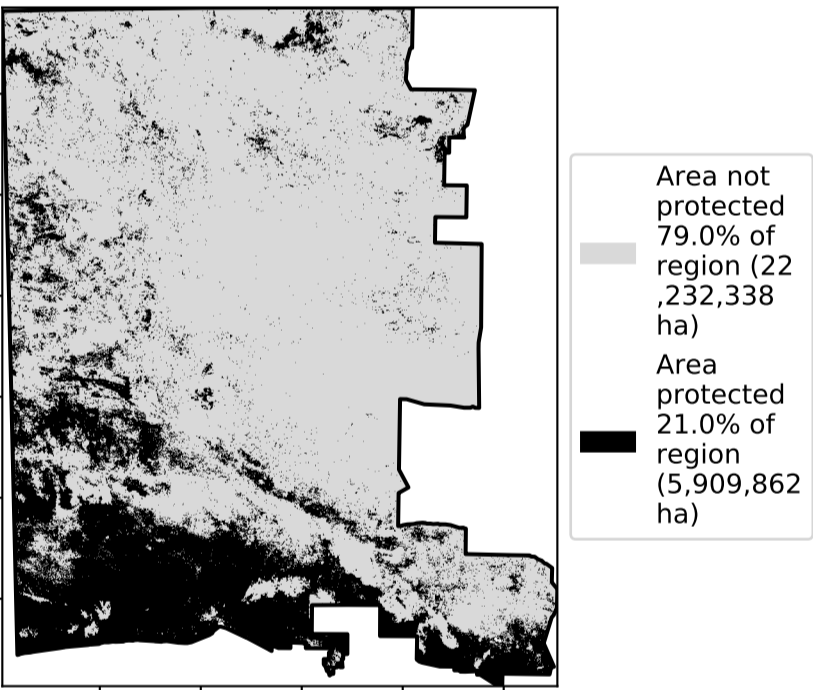 Area not
protected
79.0% of
region (22
,232,338
ha)
Area
protected
21.0% of
region
(5,909,862
ha)